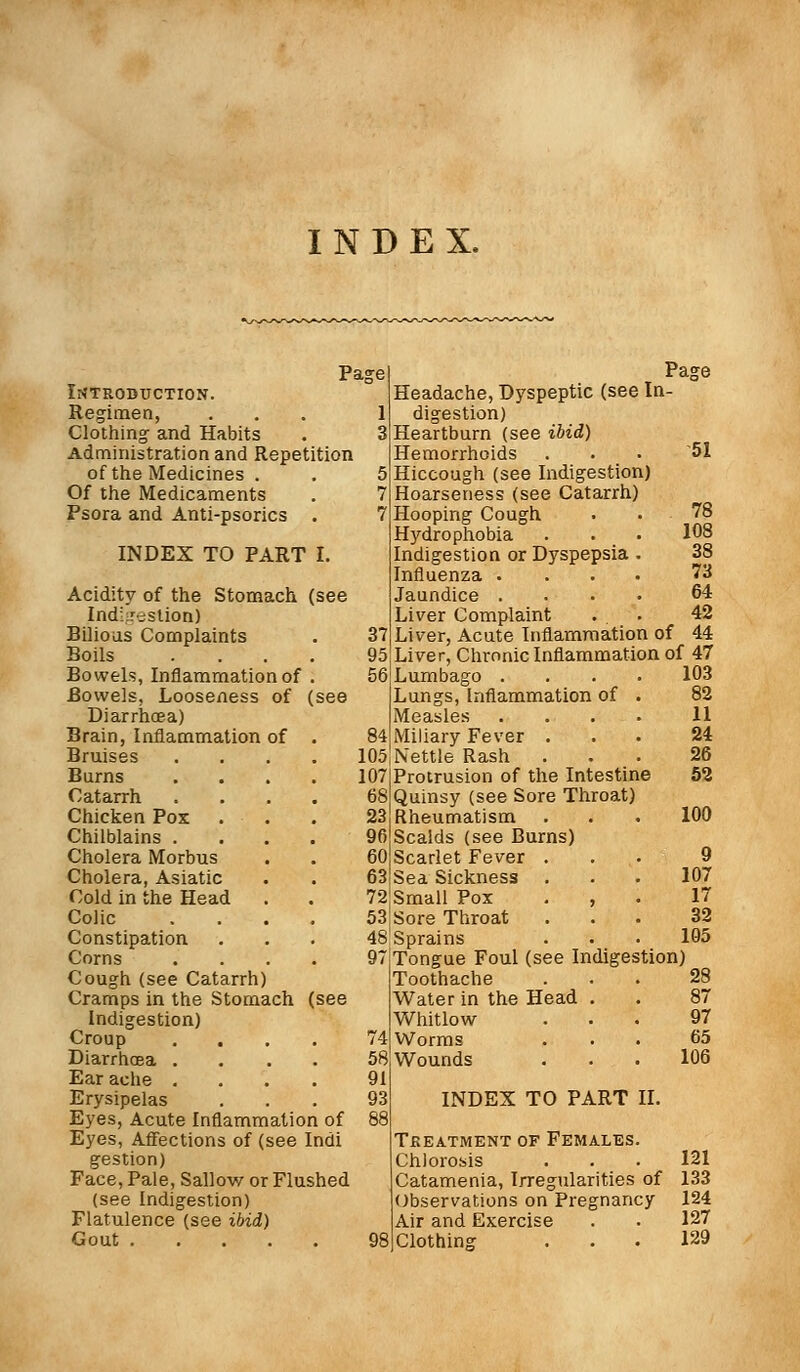 INDEX.
Page
INTRODUCTION.
Regimen, . . . 1
Clothing and Habits . 3
Administration and Repetition
of the Medicines . . 5
Of the Medicaments . 7
Psora and Anti-psorics . 7
INDEX TO PART I.
Acidity of the Stomach (see
Indigestion)
Bilious Complaints . 37
Boils . . . . 95
Bowels, Inflammation of . 56
Bowels, Looseness of (see
Diarrhœa)
Brain, Inflammation of . 84
Bruises . . . . 105
Burns . . . . 107
Catarrh . . . . 68
Chicken Pox . . . 23
Chilblains . . . . 96
Cholera Morbus . . 60
Cholera, Asiatic . . 63
Cold in the Head . . 72
Colic . . . . 53
Constipation . . . 48
Corns . . . . 97
Cough (see Catarrh)
Cramps in the Stomach (see
Indigestion)
Croup . . . . 74
Diarrhœa . . . . 58
Ear ache . . . . 91
Erysipelas . . . 93
Eyes, Acute Inflammation of 88
Eyes, Affections of (see Indi
gestion)
Face, Pale, Sallow or Flushed
(see Indigestion)
Flatulence (see ibid)
Gout . . . . . 98
Page
Headache, Dyspeptic (see In-
digestion)
Heartburn (see ibid)
Hemorrhoids . . . 51
Hiccough (see Indigestion)
Hoarseness (see Catarrh)
Hooping Cough . . 78
Hydrophobia . . . 108
Indigestion or Dyspepsia . 38
Influenza . . . . 73
Jaundice . . . . 64
Liver Complaint . . 42
Liver, Acute Inflammation of 44
Liver, Chronic Inflammation of 47
Lumbago . . . . 103
Lungs, Inflammation of . 82
Measles . . . . 11
Miliary Fever . . . 24
Nettle Rash . . . 26
Protrusion of the Intestine 52
Quinsy (see Sore Throat)
Rheumatism . . . 100
Scalds (see Burns)
Scarlet Fever . . . 9
Sea Sickness . . . 107
Small Pox . , . 17
Sore Throat . . . 32
Sprains . . . 105
Tongue Foul (see Indigestion)
Toothache . . . 28
Water in the Head . . 87
Whitlow . . . 97
Worms . . . 65
Wounds . . . 106
INDEX TO PART II.
TREATMENT OF FEMALES.
Chlorosis . . . 121
Catamenia, Irregularities of 133
Observations on Pregnancy 124
Air and Exercise . . 127
Clothing . . . 129